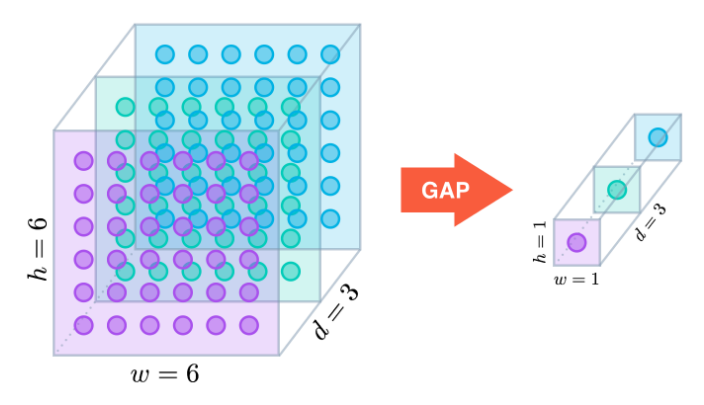 h = 6
w = 6
d = 3
GAP
h = 1
w = 1
d = 3